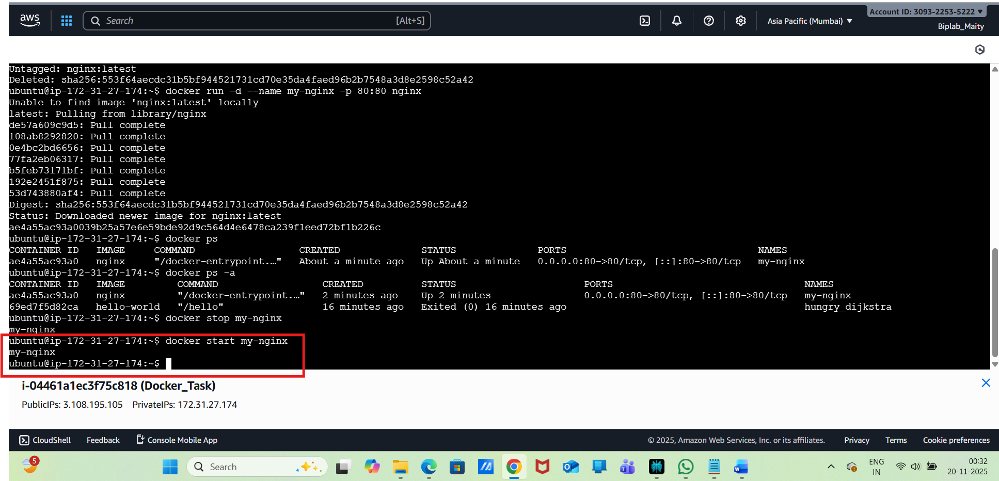 aws
Search
[Alt+S]
Asia Pacific (Mumbai) ▼
Account ID: 3093-2253-5222 ▼
Biplab_Maity
Untagged: nginx:latest
Deleted: sha256:553f64aecdc31b5bf944521731cd70e35da4faed96b2b7548a3d8e2598c52a42
ubuntu@ip-172-31-27-174:~$ docker run -d --name my-nginx -p 80:80 nginx
Unable to find image 'nginx:latest' locally
latest: Pulling from library/nginx
de57a609c9d5: Pull complete
108ab8292820: Pull complete
0e4bc2bd6656: Pull complete
77fa2eb06317: Pull complete
b5feb73171bf: Pull complete
192e2451f875: Pull complete
53d743880af4: Pull complete
Digest: sha256:553f64aecdc31b5bf944521731cd70e35da4faed96b2b7548a3d8e2598c52a42
Status: Downloaded newer image for nginx:latest
ae4a55ac93a0039b25a57e6e59bde92d9c564d4e6478ca239f1eed72bf1b226c
ubuntu@ip-172-31-27-174:~$ docker ps
CONTAINER ID   IMAGE     COMMAND                  CREATED              STATUS              PORTS                                 NAMES
ae4a55ac93a0   nginx     "/docker-entrypoint.…"   About a minute ago   Up About a minute   0.0.0.0:80->80/tcp, [::]:80->80/tcp   my-nginx
ubuntu@ip-172-31-27-174:~$ docker ps -a
CONTAINER ID   IMAGE         COMMAND                  CREATED          STATUS                      PORTS                                 NAMES
ae4a55ac93a0   nginx         "/docker-entrypoint.…"   2 minutes ago    Up 2 minutes                0.0.0.0:80->80/tcp, [::]:80->80/tcp   my-nginx
69ed7f5d82ca   hello-world   "/hello"                 16 minutes ago   Exited (0) 16 minutes ago                                         hungry_dijkstra
ubuntu@ip-172-31-27-174:~$ docker stop my-nginx
my-nginx
ubuntu@ip-172-31-27-174:~$ docker start my-nginx
my-nginx
ubuntu@ip-172-31-27-174:~$
i-04461a1ec3f75c818 (Docker_Task)
PublicIPs: 3.108.195.105 PrivateIPs: 172.31.27.174
CloudShell Feedback Console Mobile App © 2025, Amazon Web Services, Inc. or its affiliates. Privacy Terms Cookie preferences
5
Search
ENG
IN
00:32
20-11-2025